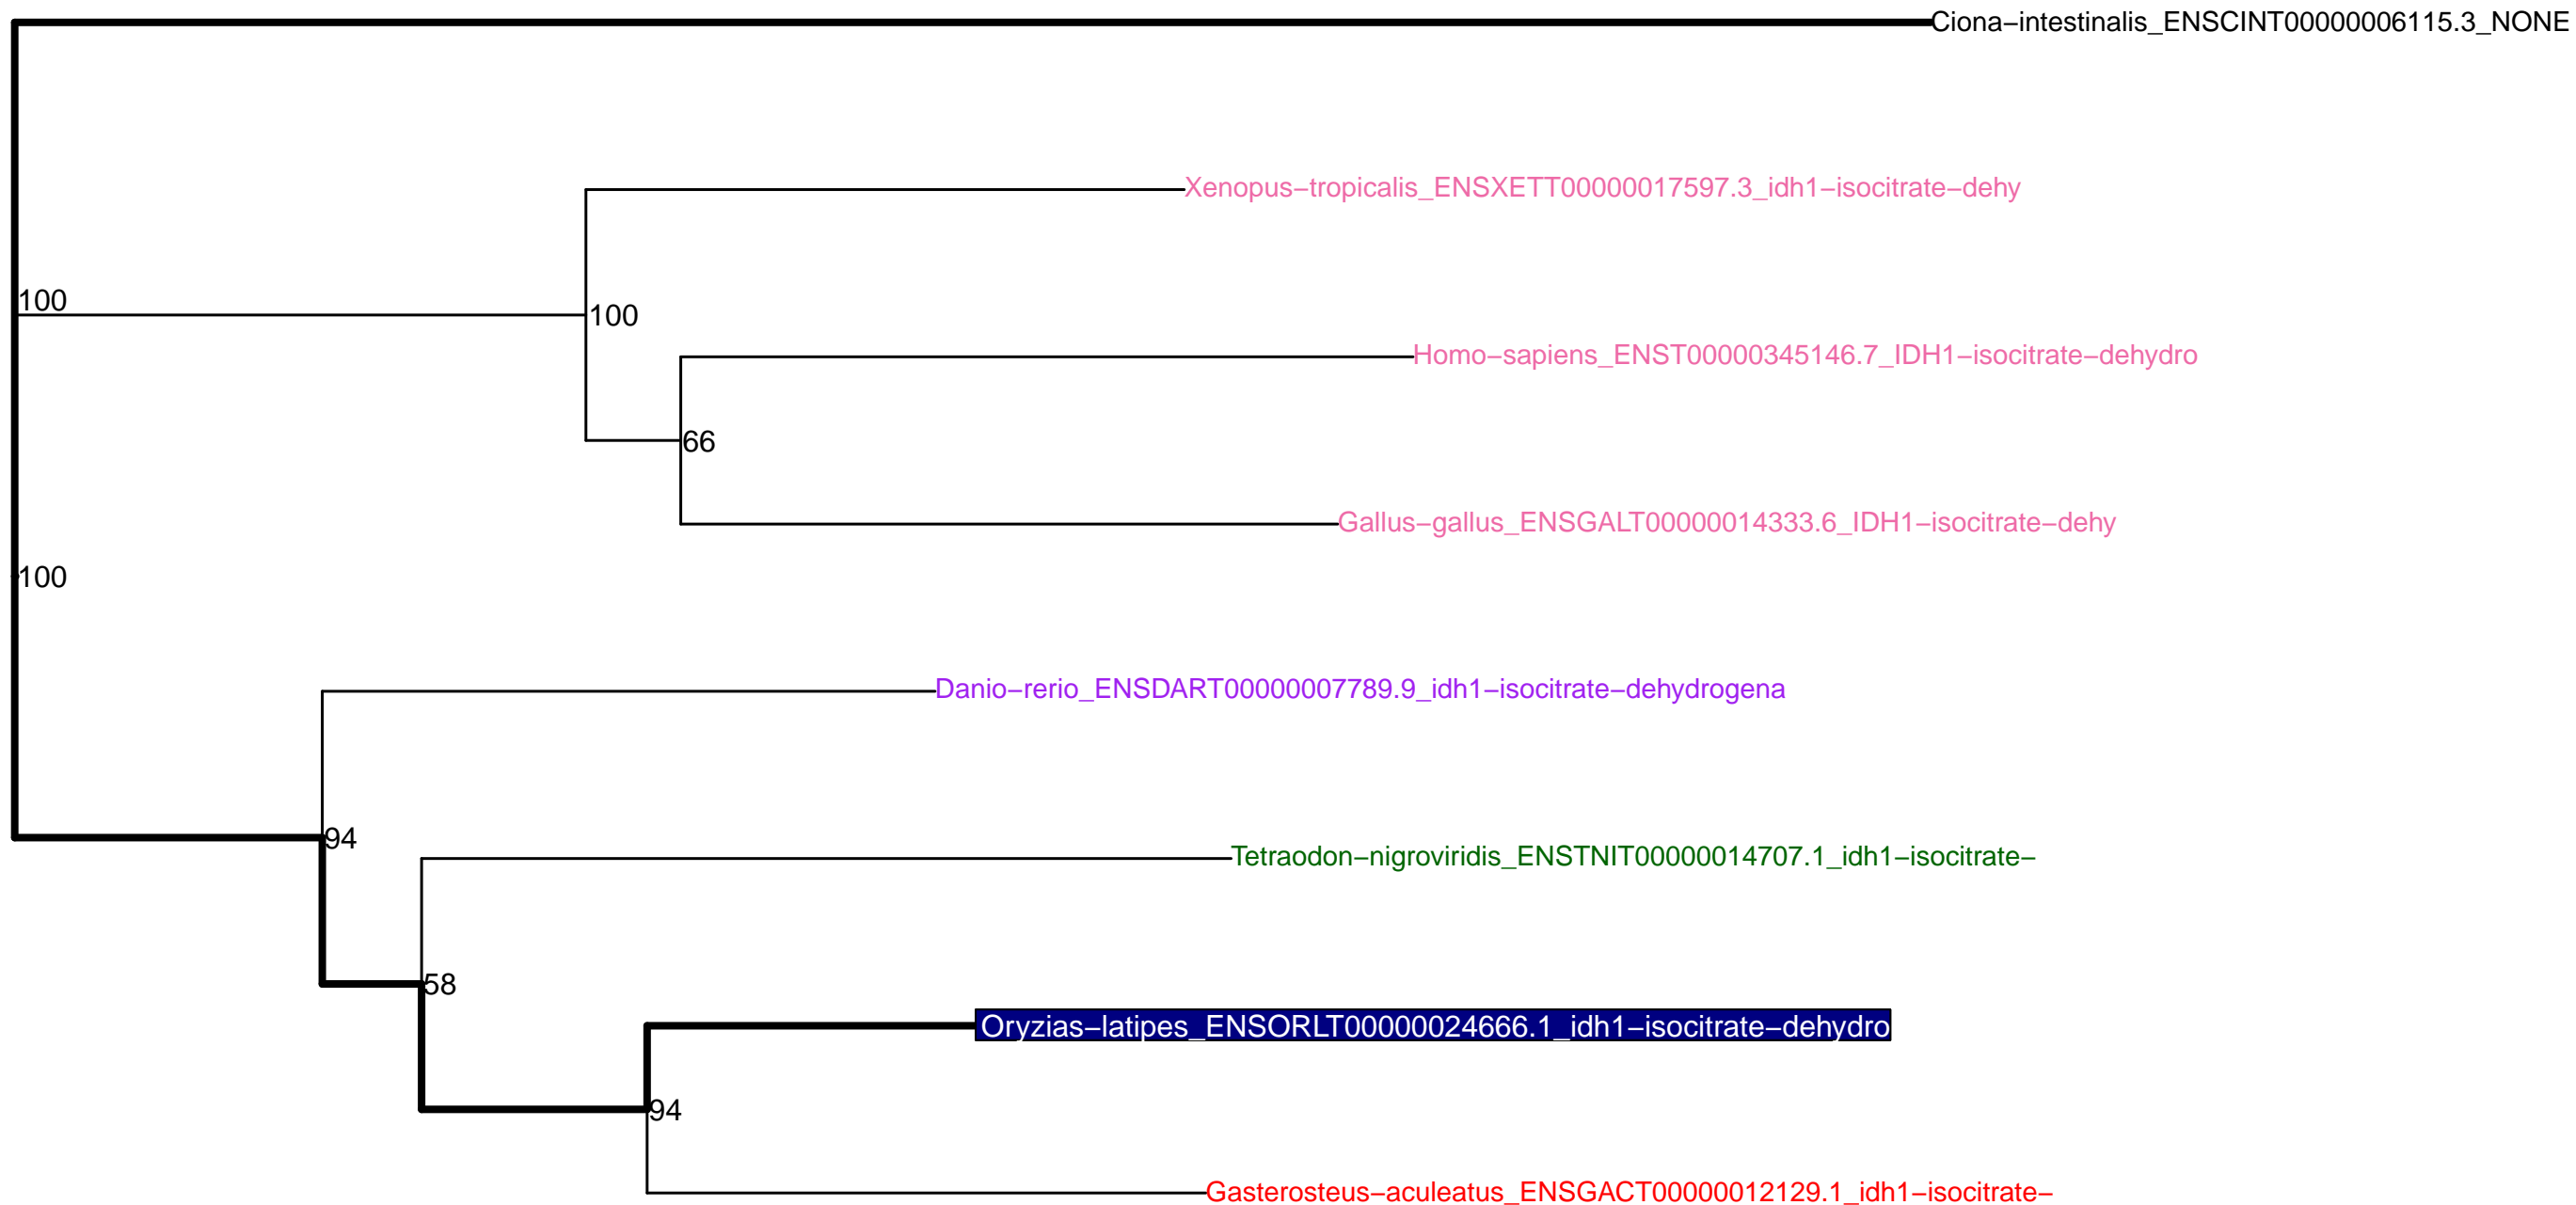 Ciona−intestinalis_ENSCINT00000006115.3_NONE
Xenopus−tropicalis_ENSXETT00000017597.3_idh1−isocitrate−dehy
100
100
Homo−sapiens_ENST00000345146.7_IDH1−isocitrate−dehydro
66
Gallus−gallus_ENSGALT00000014333.6_IDH1−isocitrate−dehy
100
Danio−rerio_ENSDART00000007789.9_idh1−isocitrate−dehydrogena
94
Tetraodon−nigroviridis_ENSTNIT00000014707.1_idh1−isocitrate−
58
Oryzias−latipes_ENSORLT00000024666.1_idh1−isocitrate−dehydro
94
Gasterosteus−aculeatus_ENSGACT00000012129.1_idh1−isocitrate−